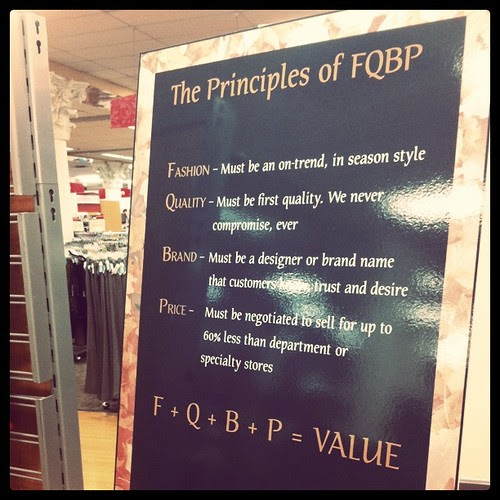 The Principles of FQBP
FASHION – Must be an on-trend, in season style
QUALITY – Must be first quality. We never
compromise, ever
BRAND – Must be a designer or brand name
that customers trust and desire
PRICE – Must be negotiated to sell for up to
60% less than department or
specialty stores
F + Q + B + P = VALUE